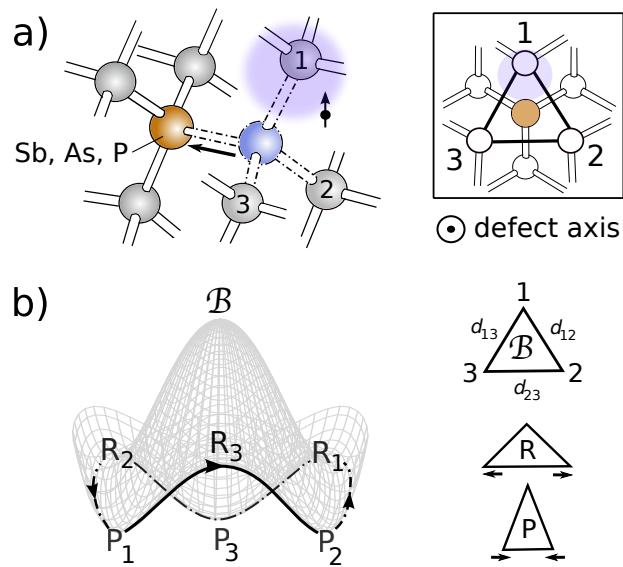 a)
1
Sb, As, P
2
3
1
3
2
defect axis
b)
ℬ
R2
R3
R1
P1
P3
P2
1
d13
ℬ
d12
3
2
d23
R
P